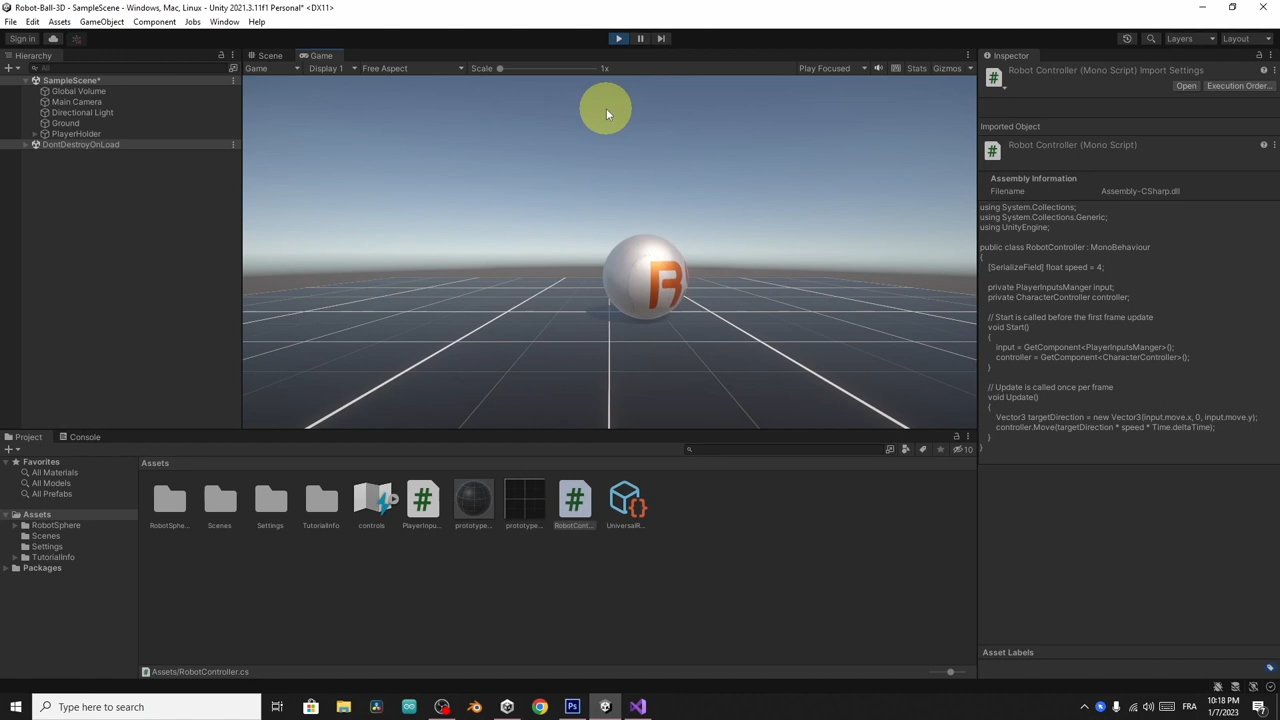 Robot-Ball-3D - SampleScene - Windows, Mac, Linux - Unity 2021.3.11f1 Personal* <DX11>
File Edit Assets GameObject Component Jobs Window Help
Sign in Layers Layout
Hierarchy Scene Game Inspector
All Game Display 1 Free Aspect Scale 1x Play Focused Stats Gizmos
Robot Controller (Mono Script) Import Settings
Open Execution Order...
SampleScene*
Global Volume
Main Camera
Directional Light
Ground
PlayerHolder
DontDestroyOnLoad
R
Imported Object
Robot Controller (Mono Script)
Assembly Information
Filename Assembly-CSharp.dll
using System.Collections;
using System.Collections.Generic;
using UnityEngine;
public class RobotController : MonoBehaviour
{
[SerializeField] float speed = 4;
private PlayerInputsManger input;
private CharacterController controller;
// Start is called before the first frame update
void Start()
{
input = GetComponent<PlayerInputsManger>();
controller = GetComponent<CharacterController>();
}
// Update is called once per frame
void Update()
{
Vector3 targetDirection = new Vector3(input.move.x, 0, input.move.y);
controller.Move(targetDirection * speed * Time.deltaTime);
}
}
Project Console
10
Favorites
All Materials
All Models
All Prefabs
Assets
RobotSphere
Scenes
Settings
TutorialInfo
Packages
Assets
RobotSphe... Scenes Settings TutorialInfo controls PlayerInpu... prototype... prototype... RobotCont... UniversalR...
Assets/RobotController.cs
Asset Labels
Type here to search
FRA
10:18 PM
1/7/2023